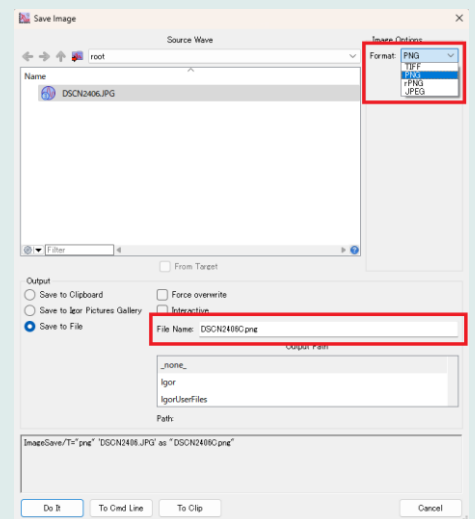 Save Image
Source Wave
Image Options
root
Format: PNG
TIFF
PNG
rPNG
JPEG
Name
DSCN2406.JPG
Filter
From Target
Output
Save to Clipboard
Force overwrite
Save to Igor Pictures Gallery
Interactive
Save to File
File Name: DSCN2406C.png
Output Path
_none_
Igor
IgorUserFiles
Path:
ImageSave/T="png" 'DSCN2406.JPG' as "DSCN2406C.png"
Do It
To Cmd Line
To Clip
Cancel